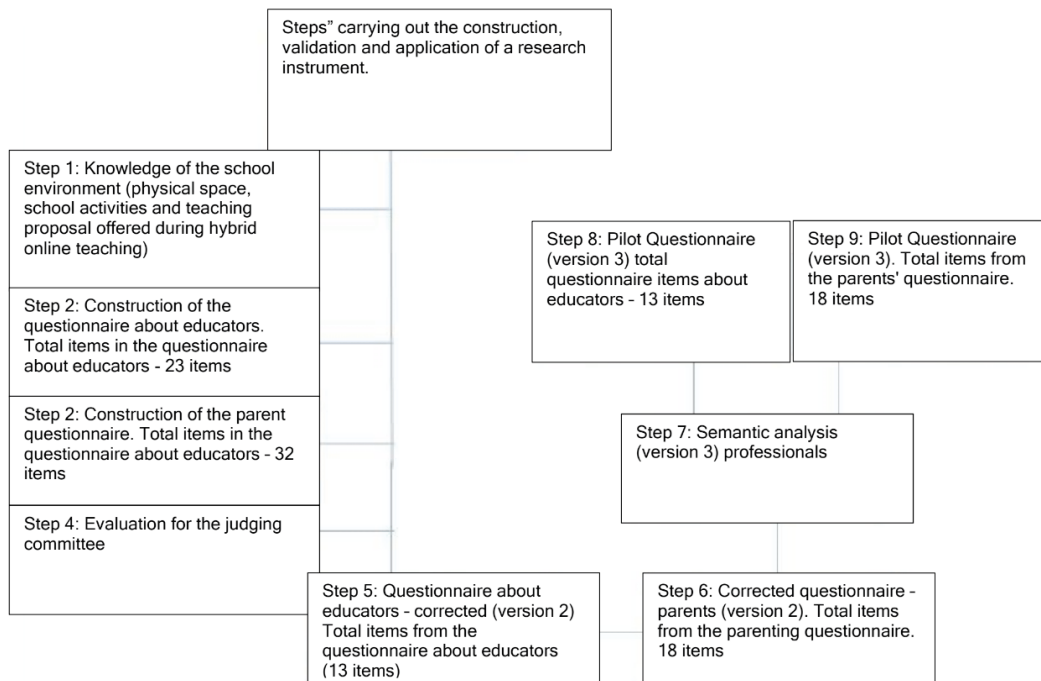 Steps” carrying out the construction,
validation and application of a research
instrument.
Step 1: Knowledge of the school
environment (physical space,
school activities and teaching
proposal offered during hybrid
online teaching)
Step 2: Construction of the
questionnaire about educators.
Total items in the questionnaire
about educators - 23 items
Step 2: Construction of the parent
questionnaire. Total items in the
questionnaire about educators - 32
items
Step 4: Evaluation for the judging
committee
Step 5: Questionnaire about
educators - corrected (version 2)
Total items from the
questionnaire about educators
(13 items)
Step 6: Corrected questionnaire -
parents (version 2). Total items
from the parenting questionnaire.
18 items
Step 7: Semantic analysis
(version 3) professionals
Step 8: Pilot Questionnaire
(version 3) total
questionnaire items about
educators - 13 items
Step 9: Pilot Questionnaire
(version 3). Total items from
the parents' questionnaire.
18 items